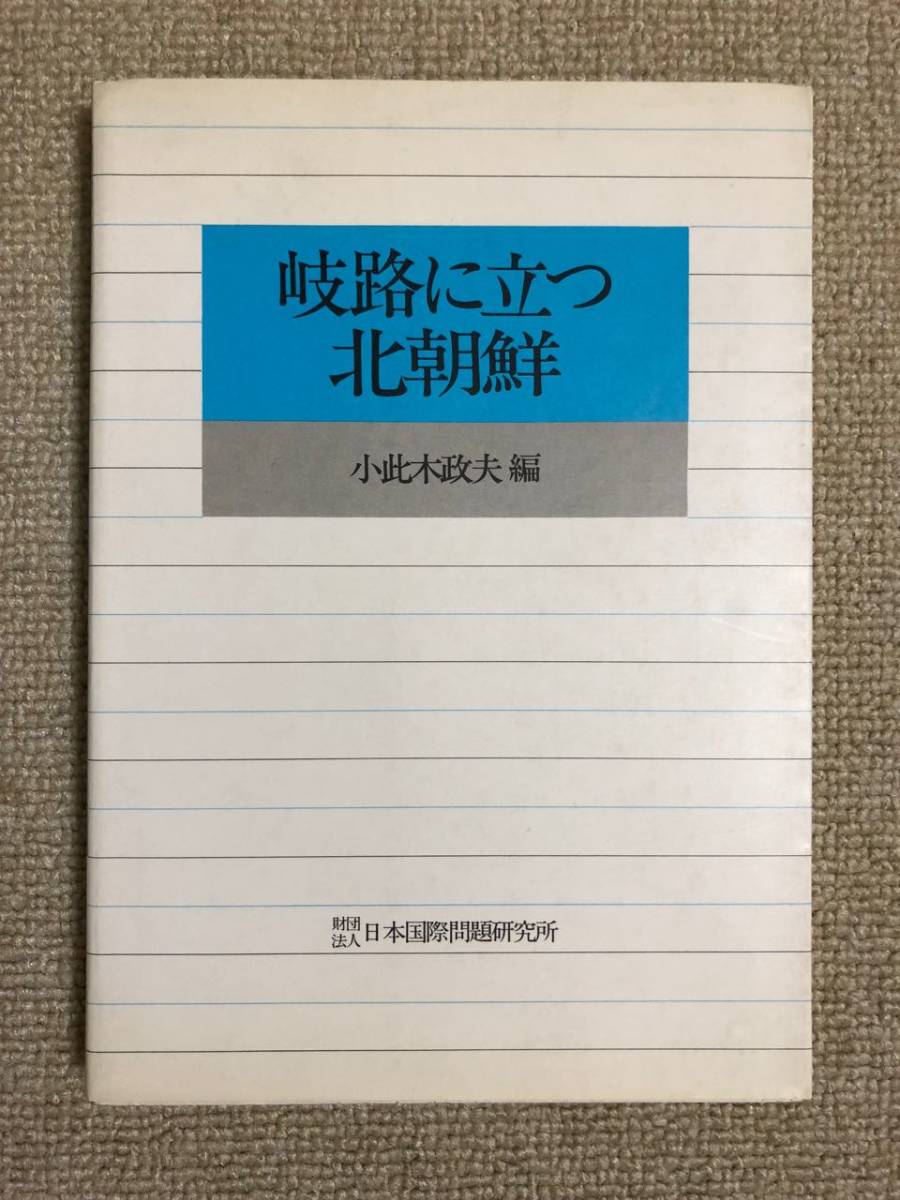 岐路に立つ
北朝鮮
小此木政夫 編
財団法人 日本国際問題研究所